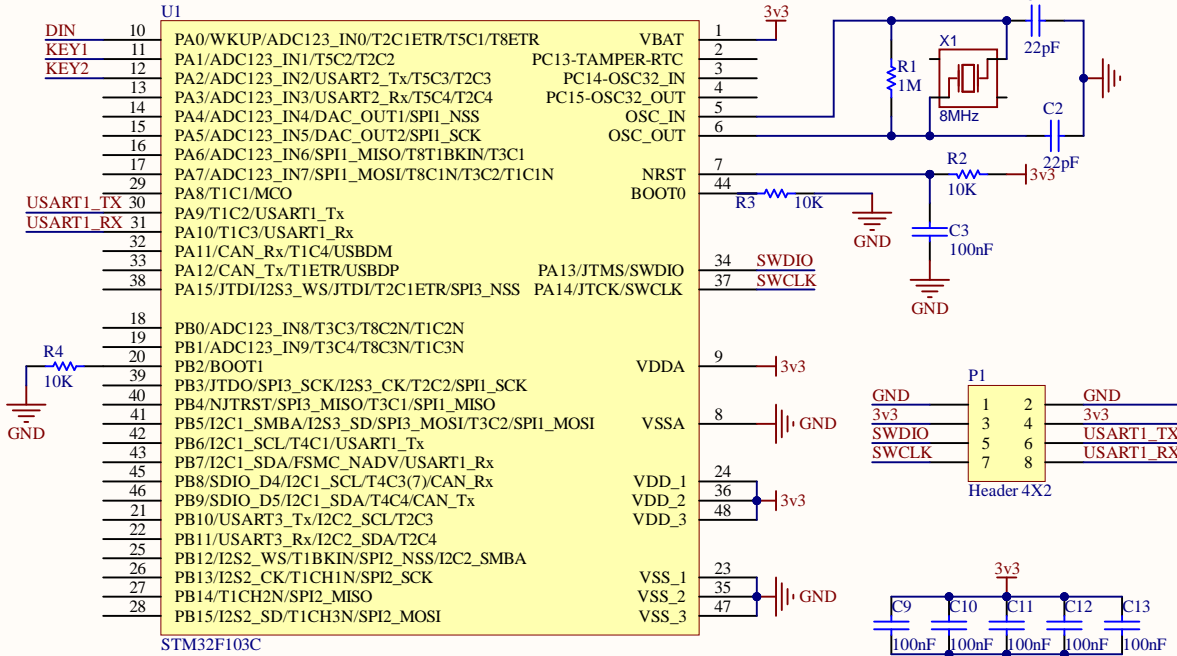 U1
DIN 10 PA0/WKUP/ADC123_IN0/T2C1ETR/T5C1/T8ETR
KEY1 11 PA1/ADC123_IN1/T5C2/T2C2
KEY2 12 PA2/ADC123_IN2/USART2_Tx/T5C3/T2C3
13 PA3/ADC123_IN3/USART2_Rx/T5C4/T2C4
14 PA4/ADC123_IN4/DAC_OUT1/SPI1_NSS
15 PA5/ADC123_IN5/DAC_OUT2/SPI1_SCK
16 PA6/ADC123_IN6/SPI1_MISO/T8T1BKIN/T3C1
17 PA7/ADC123_IN7/SPI1_MOSI/T8C1N/T3C2/T1C1N
29 PA8/T1C1/MCO
USART1_TX 30 PA9/T1C2/USART1_Tx
USART1_RX 31 PA10/T1C3/USART1_Rx
32 PA11/CAN_Rx/T1C4/USBDM
33 PA12/CAN_Tx/T1ETR/USBDP
38 PA15/JTDI/I2S3_WS/JTDI/T2C1ETR/SPI3_NSS
18 PB0/ADC123_IN8/T3C3/T8C2N/T1C2N
19 PB1/ADC123_IN9/T3C4/T8C3N/T1C3N
20 PB2/BOOT1
39 PB3/JTDO/SPI3_SCK/I2S3_CK/T2C2/SPI1_SCK
40 PB4/NJTRST/SPI3_MISO/T3C1/SPI1_MISO
41 PB5/I2C1_SMBA/I2S3_SD/SPI3_MOSI/T3C2/SPI1_MOSI
42 PB6/I2C1_SCL/T4C1/USART1_Tx
43 PB7/I2C1_SDA/FSMC_NADV/USART1_Rx
45 PB8/SDIO_D4/I2C1_SCL/T4C3(7)/CAN_Rx
46 PB9/SDIO_D5/I2C1_SDA/T4C4/CAN_Tx
21 PB10/USART3_Tx/I2C2_SCL/T2C3
22 PB11/USART3_Rx/I2C2_SDA/T2C4
25 PB12/I2S2_WS/T1BKIN/SPI2_NSS/I2C2_SMBA
26 PB13/I2S2_CK/T1CH1N/SPI2_SCK
27 PB14/T1CH2N/SPI2_MISO
28 PB15/I2S2_SD/T1CH3N/SPI2_MOSI
STM32F103C
R4
10K
GND
VBAT 1 3v3
PC13-TAMPER-RTC 2
PC14-OSC32_IN 3
PC15-OSC32_OUT 4
OSC_IN 5
OSC_OUT 6
NRST 7
BOOT0 44
PA13/JTMS/SWDIO 34 SWDIO
PA14/JTCK/SWCLK 37 SWCLK
VDDA 9 3v3
VSSA 8 GND
VDD_1 24
VDD_2 36 3v3
VDD_3 48
VSS_1 23
VSS_2 35 GND
VSS_3 47
22pF
X1
R1
1M
8MHz
C2
22pF
R2
10K
3v3
R3 10K
GND
C3
100nF
GND
P1
GND 1 2 GND
3v3 3 4 3v3
SWDIO 5 6 USART1_TX
SWCLK 7 8 USART1_RX
Header 4X2
3v3
C9 C10 C11 C12 C13
100nF 100nF 100nF 100nF 100nF